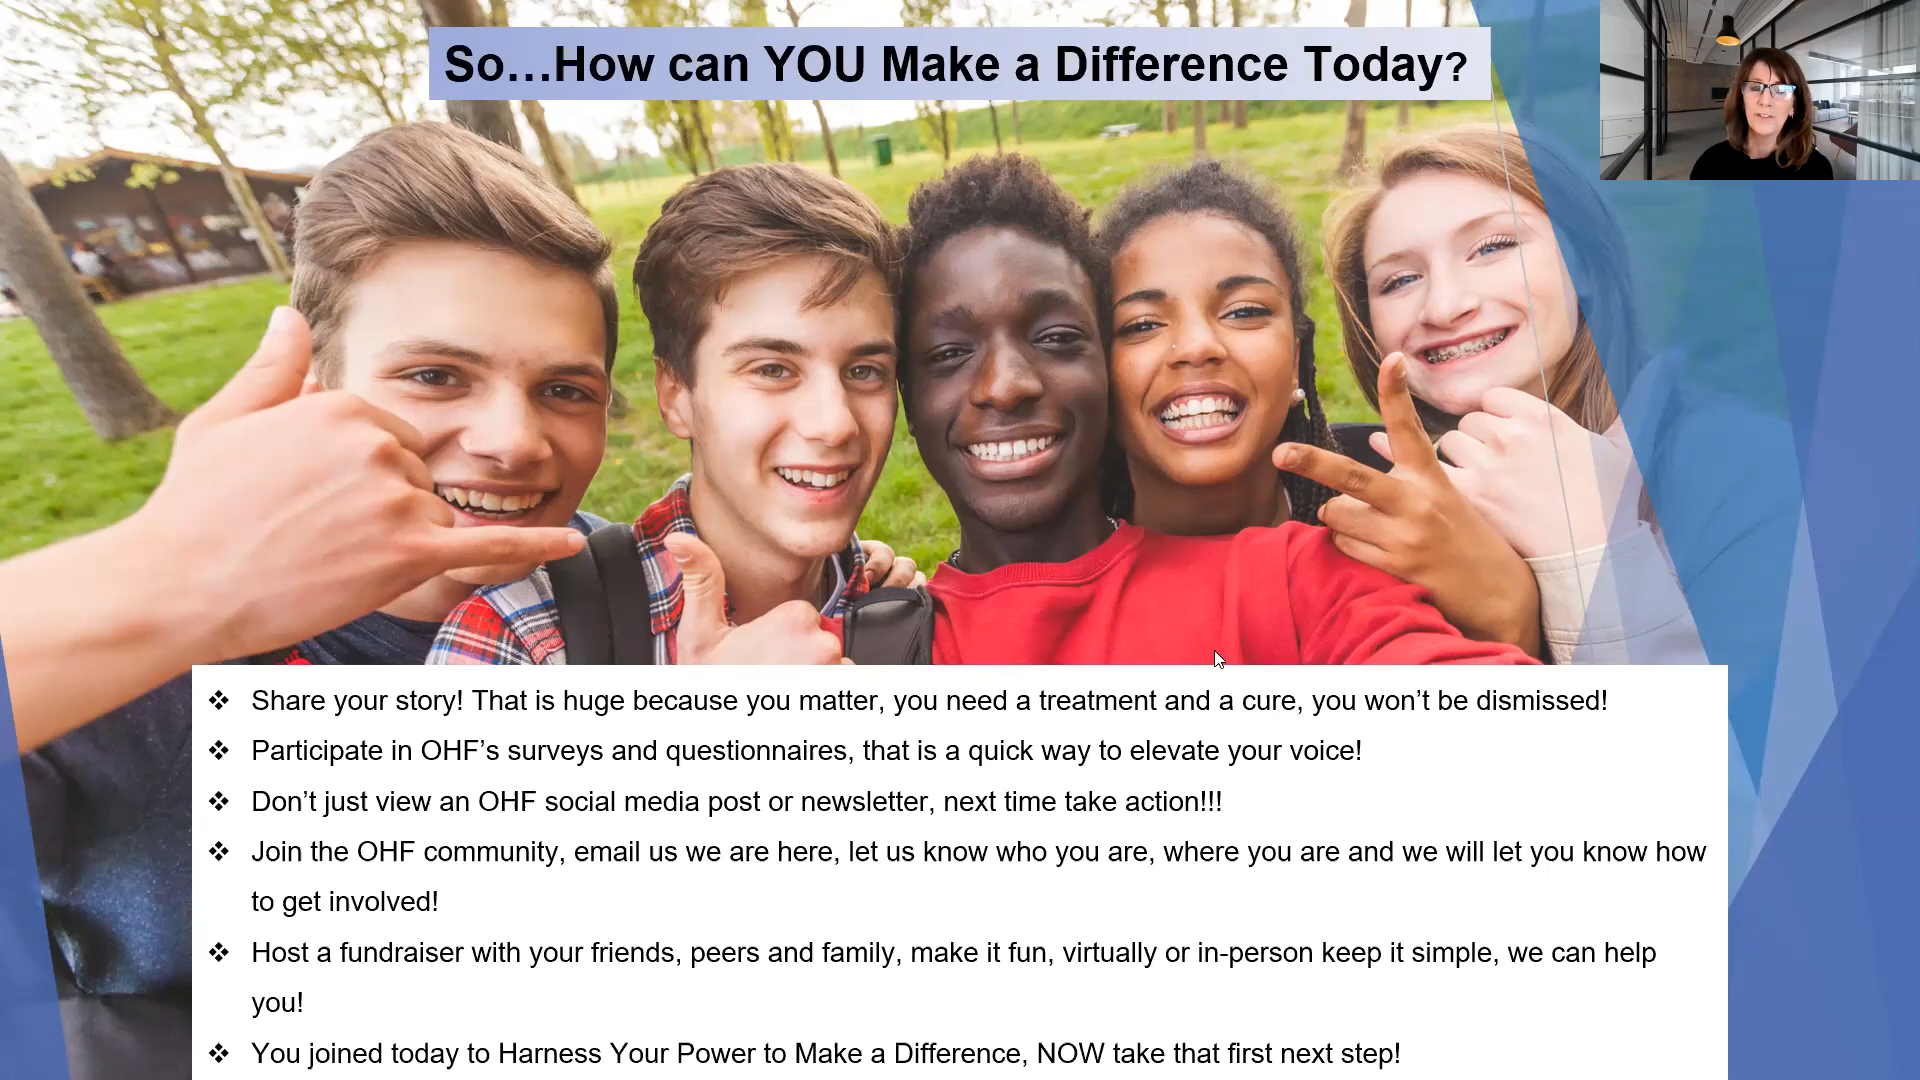 So…How can YOU Make a Difference Today?
❖ Share your story! That is huge because you matter, you need a treatment and a cure, you won’t be dismissed!
❖ Participate in OHF’s surveys and questionnaires, that is a quick way to elevate your voice!
❖ Don’t just view an OHF social media post or newsletter, next time take action!!!
❖ Join the OHF community, email us we are here, let us know who you are, where you are and we will let you know how
to get involved!
❖ Host a fundraiser with your friends, peers and family, make it fun, virtually or in-person keep it simple, we can help
you!
❖ You joined today to Harness Your Power to Make a Difference, NOW take that first next step!